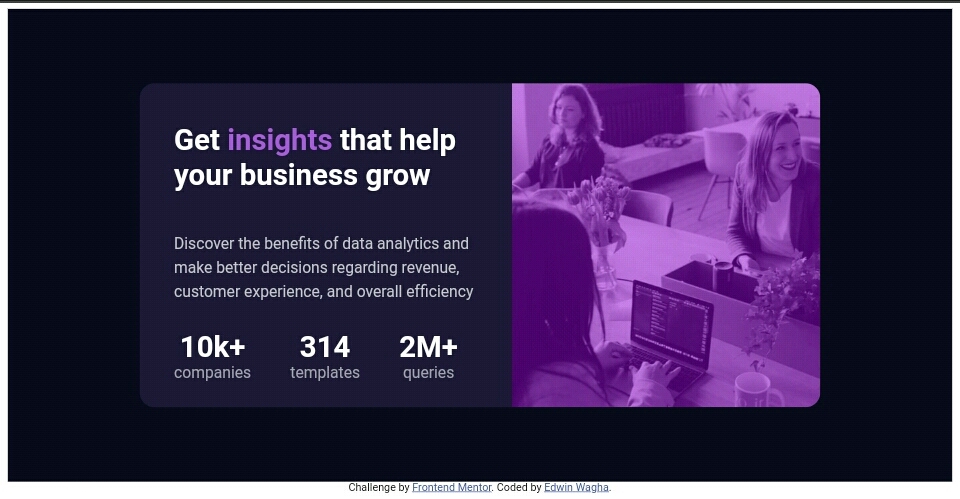 Get insights that help
your business grow
Discover the benefits of data analytics and
make better decisions regarding revenue,
customer experience, and overall efficiency
10k+ 314 2M+
companies templates queries
Challenge by Frontend Mentor. Coded by Edwin Wagha.